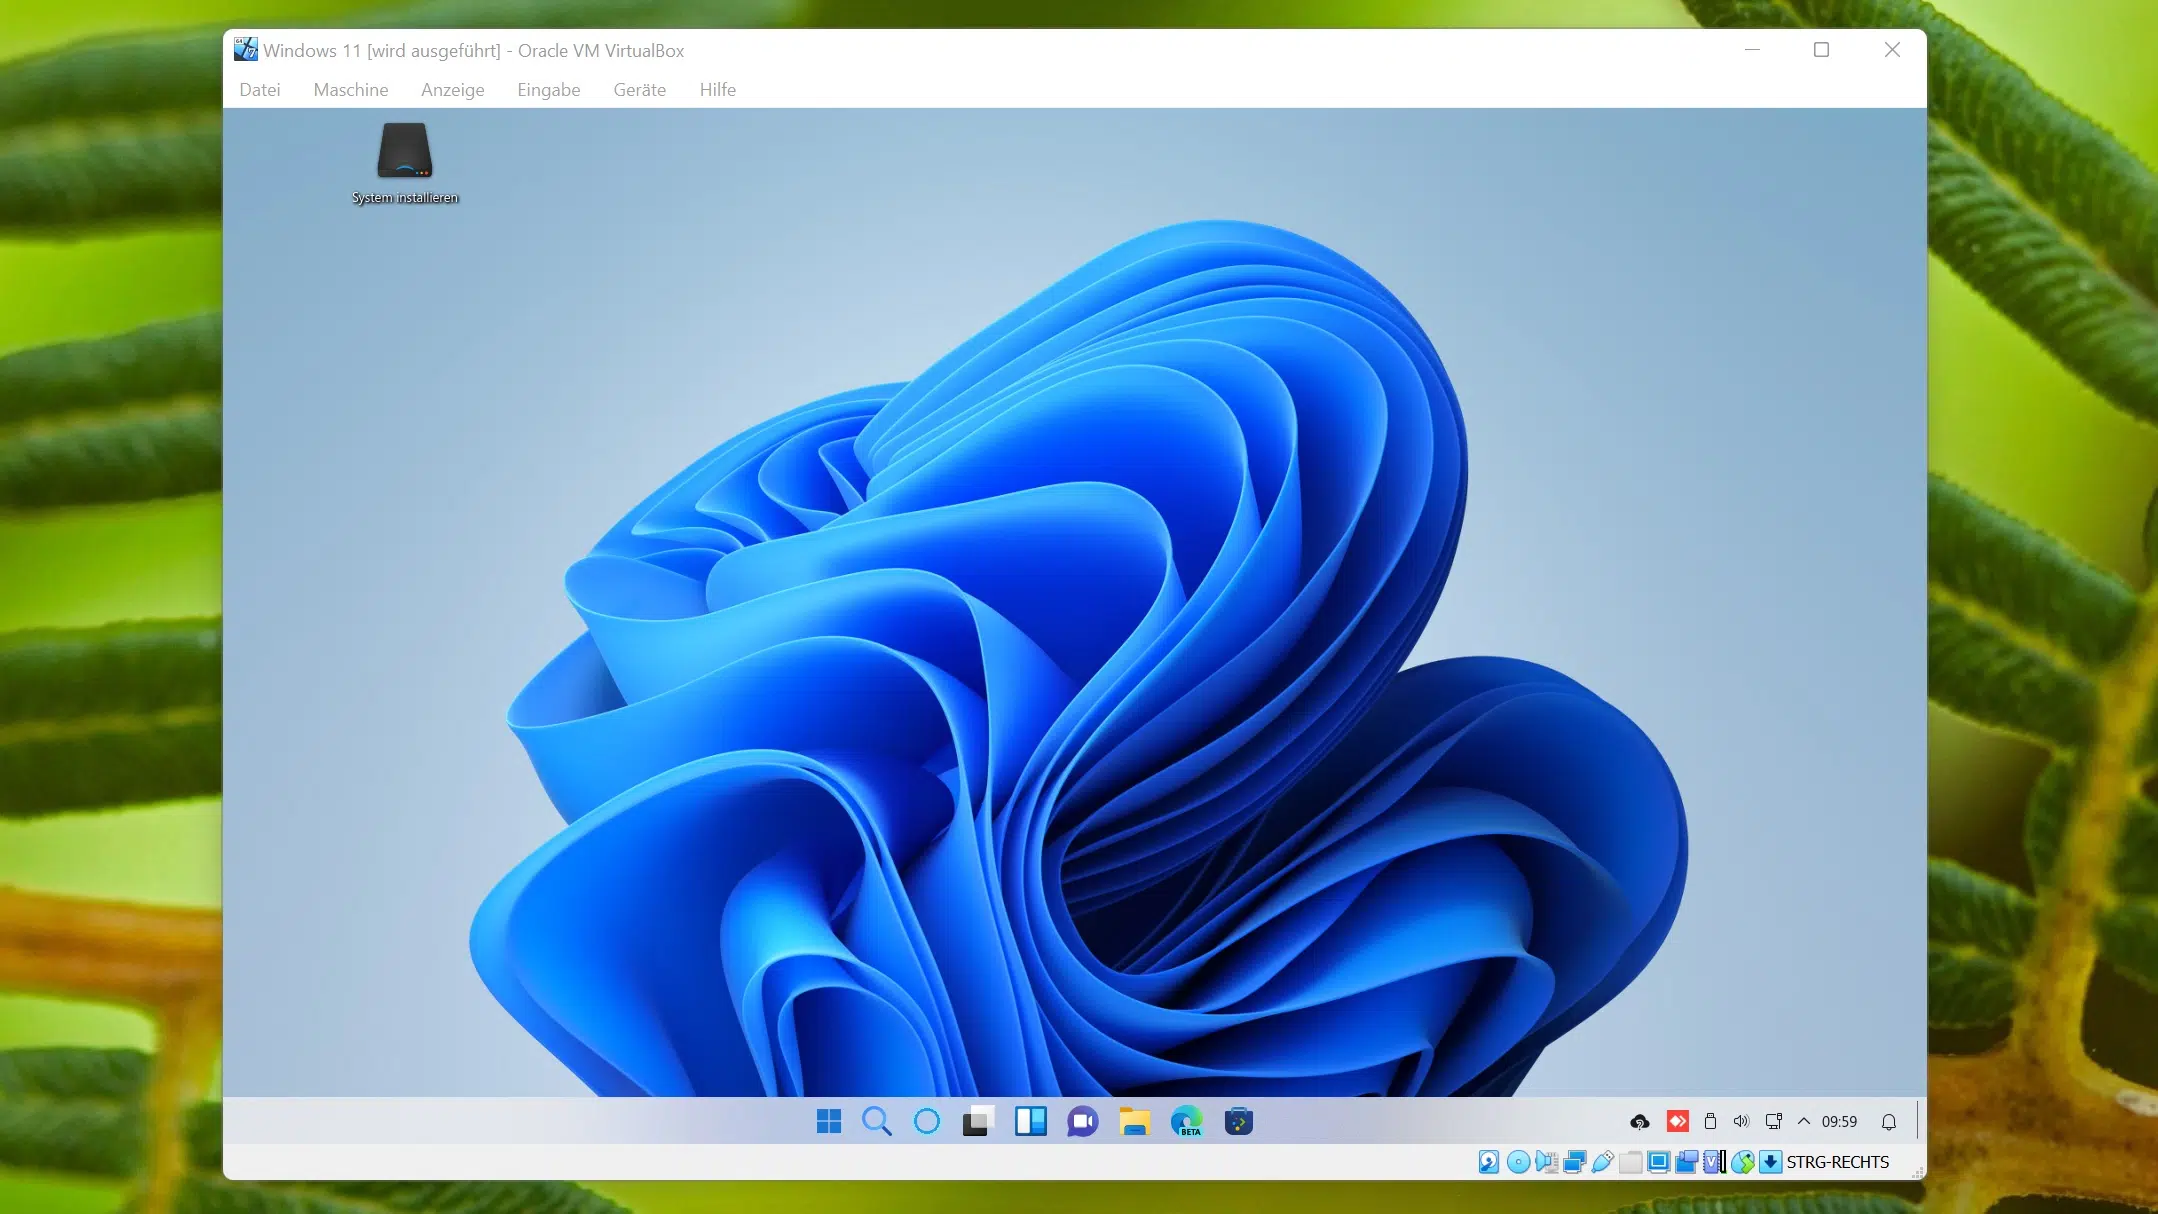 Windows 11 [wird ausgeführt] - Oracle VM VirtualBox
Datei Maschine Anzeige Eingabe Geräte Hilfe
System installieren
BETA
09:59
STRG-RECHTS